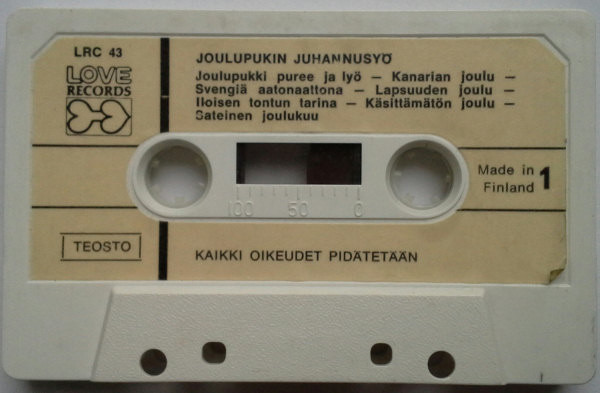 LRC 43
LOVE
RECORDS
JOULUPUKIN JUHANNUSYÖ
Joulupukki puree ja lyö — Kanarian joulu —
Svengiä aatonaattona — Lapsuuden joulu —
Iloisen tontun tarina — Käsittämätön joulu —
Sateinen joulukuu
100 50 0
Made in
Finland
1
TEOSTO
KAIKKI OIKEUDET PIDÄTETÄÄN